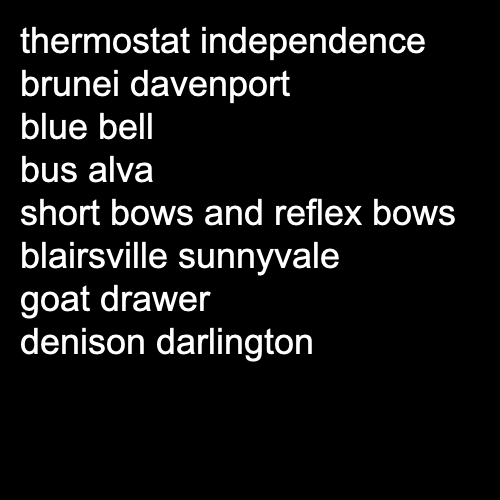 thermostat independence
brunei davenport
blue bell
bus alva
short bows and reflex bows
blairsville sunnyvale
goat drawer
denison darlington